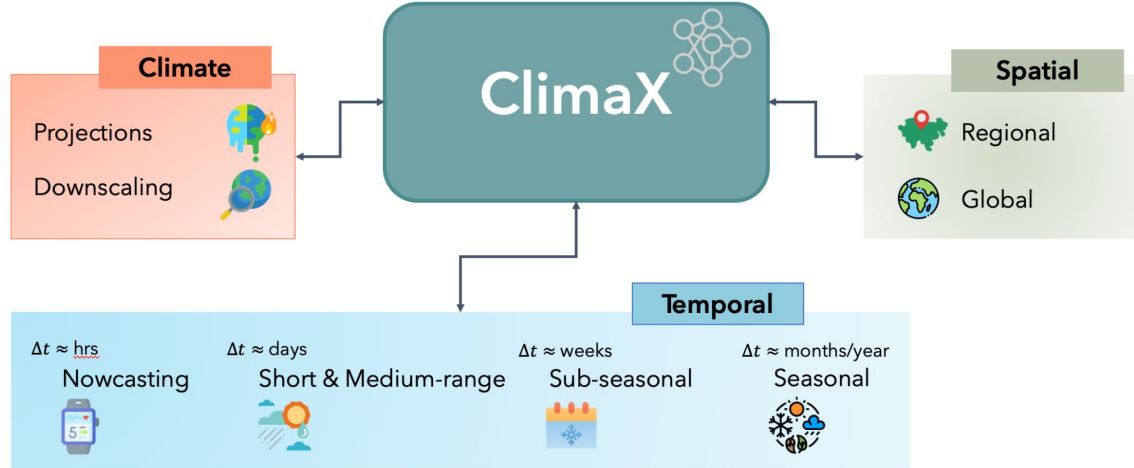 ClimaX
Climate
Projections
Downscaling
Spatial
Regional
Global
Temporal
Δt ≈ hrs
Nowcasting
5
Δt ≈ days
Short & Medium-range
Δt ≈ weeks
Sub-seasonal
Δt ≈ months/year
Seasonal